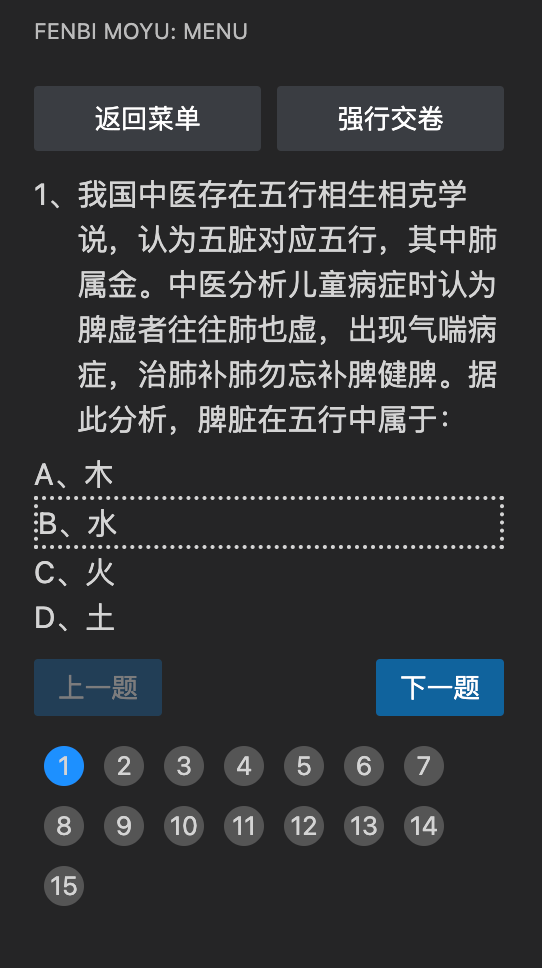 FENBI MOYU: MENU
返回菜单 强行交卷
1、我国中医存在五行相生相克学
说，认为五脏对应五行，其中肺
属金。中医分析儿童病症时认为
脾虚者往往肺也虚，出现气喘病
症，治肺补肺勿忘补脾健脾。据
此分析，脾脏在五行中属于：
A、木
B、水
C、火
D、土
上一题 下一题
1 2 3 4 5 6 7
8 9 10 11 12 13 14
15